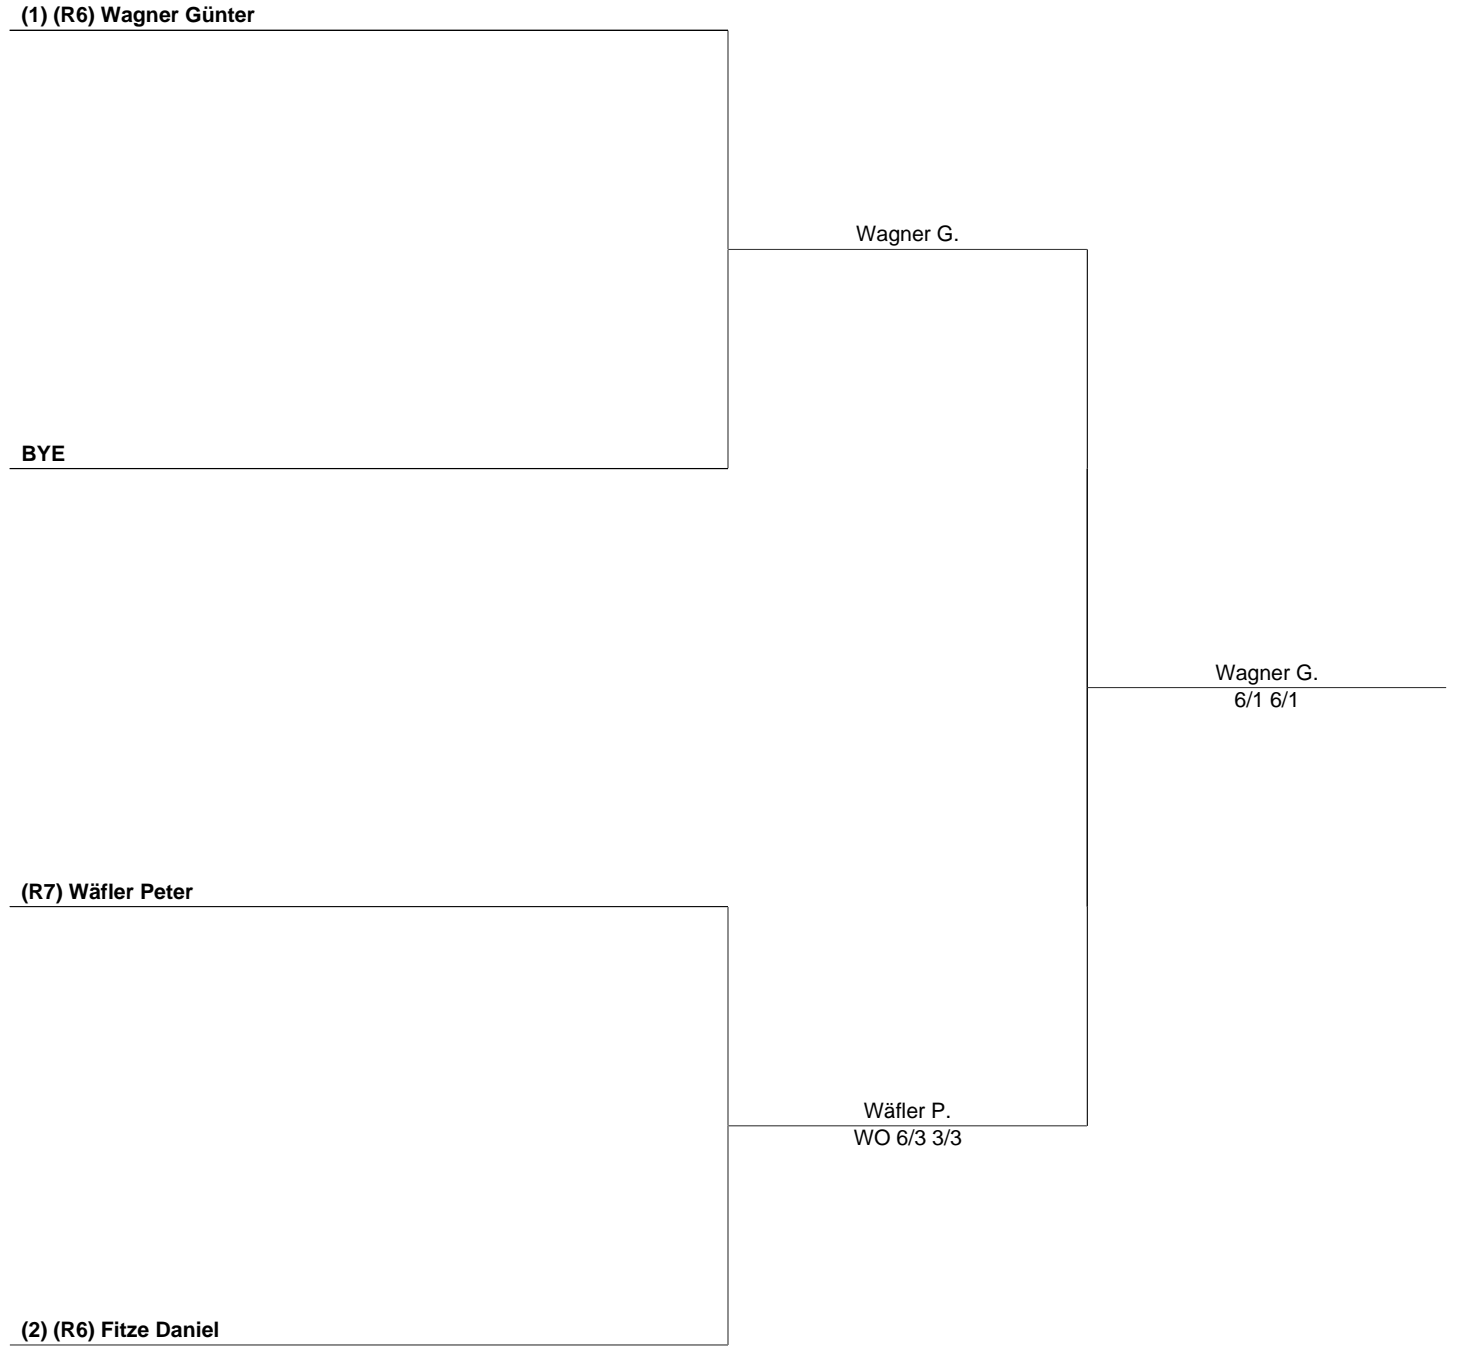 (1) (R6) Wagner Günter
Wagner G.
BYE
Wagner G.
6/1 6/1
(R7) Wäfler Peter
Wäfler P.
WO 6/3 3/3
(2) (R6) Fitze Daniel